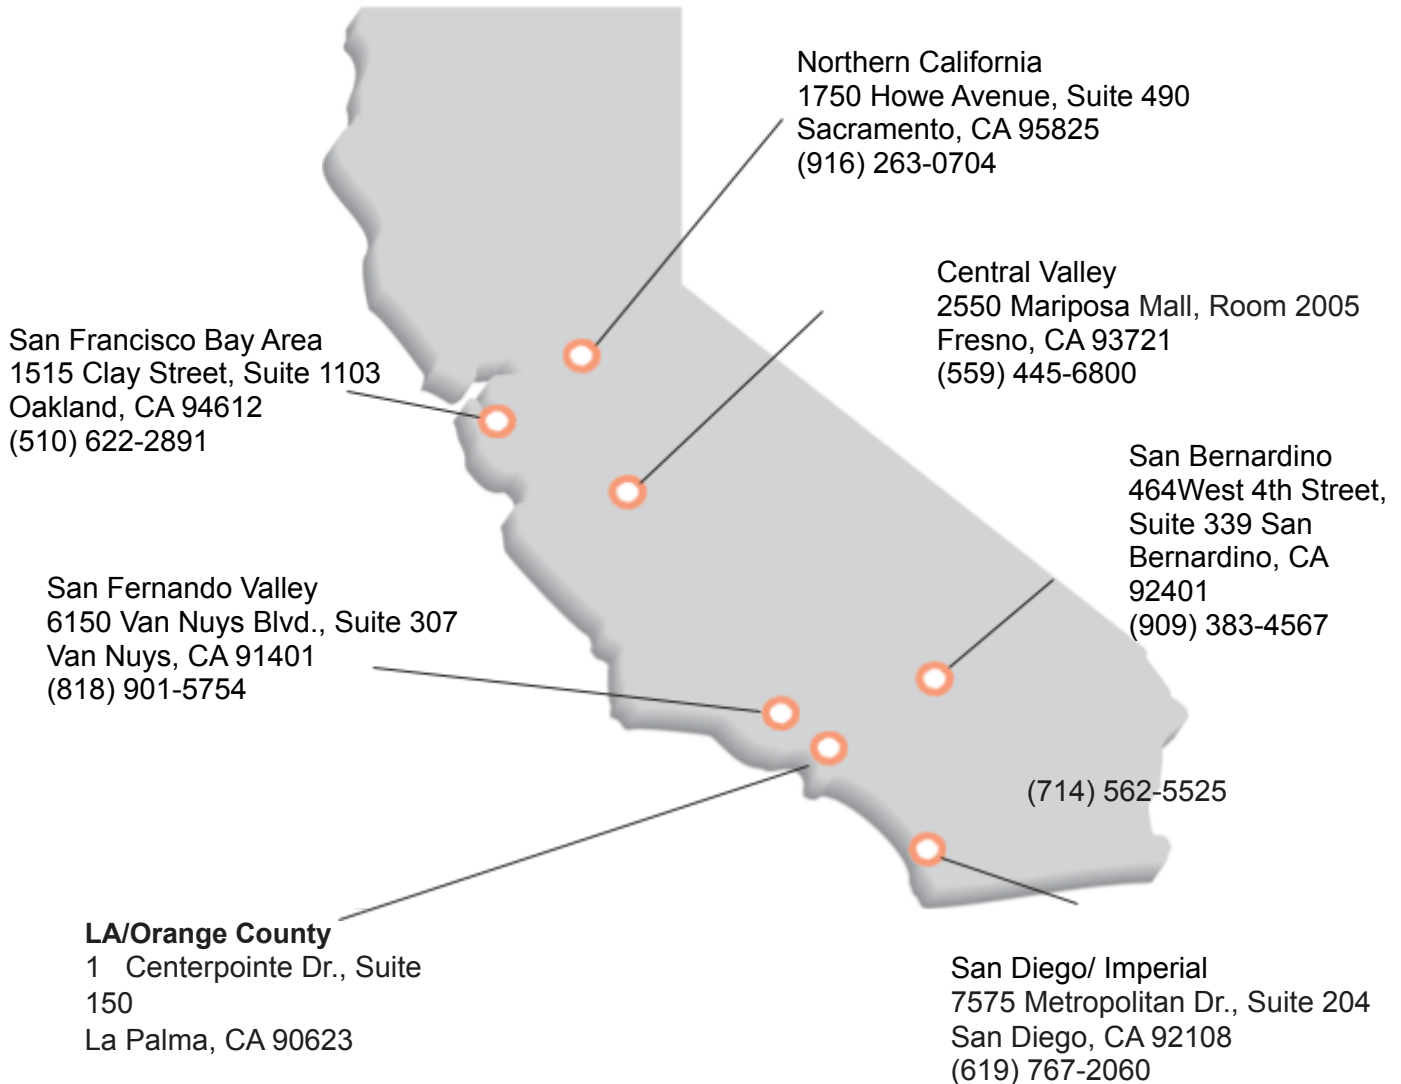 Northern California
1750 Howe Avenue, Suite 490
Sacramento, CA 95825
(916) 263-0704
Central Valley
2550 Mariposa Mall, Room 2005
Fresno, CA 93721
(559) 445-6800
San Francisco Bay Area
1515 Clay Street, Suite 1103
Oakland, CA 94612
(510) 622-2891
San Bernardino
464West 4th Street,
Suite 339 San
Bernardino, CA
92401
(909) 383-4567
San Fernando Valley
6150 Van Nuys Blvd., Suite 307
Van Nuys, CA 91401
(818) 901-5754
(714) 562-5525
LA/Orange County
1 Centerpointe Dr., Suite
150
La Palma, CA 90623
San Diego/ Imperial
7575 Metropolitan Dr., Suite 204
San Diego, CA 92108
(619) 767-2060